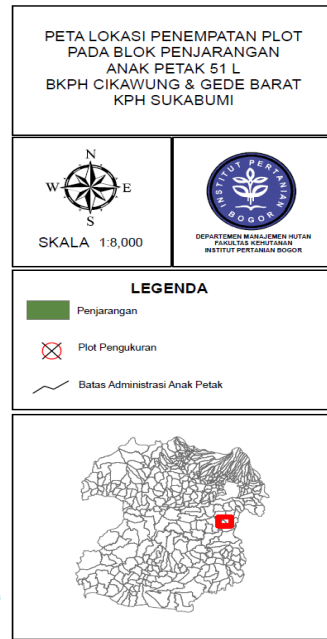 PETA LOKASI PENEMPATAN PLOT
PADA BLOK PENJARANGAN
ANAK PETAK 51 L
BKPH CIKAWUNG & GEDE BARAT
KPH SUKABUMI
N
W E
S
SKALA 1:8,000
INSTITUT PERTANIAN
BOGOR
DEPARTEMEN MANAJEMEN HUTAN
FAKULTAS KEHUTANAN
INSTITUT PERTANIAN BOGOR
LEGENDA
Penjarangan
Plot Pengukuran
Batas Administrasi Anak Petak